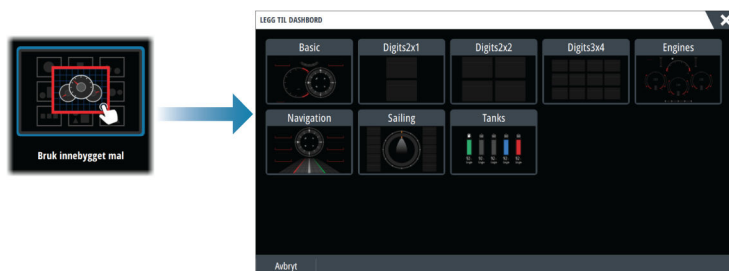 LEGG TIL DASHBORD
Basic
Digits2x1
Digits2x2
Digits3x4
Engines
Bruk innebygget mal
Navigation
Sailing
Tanks
Avbryt